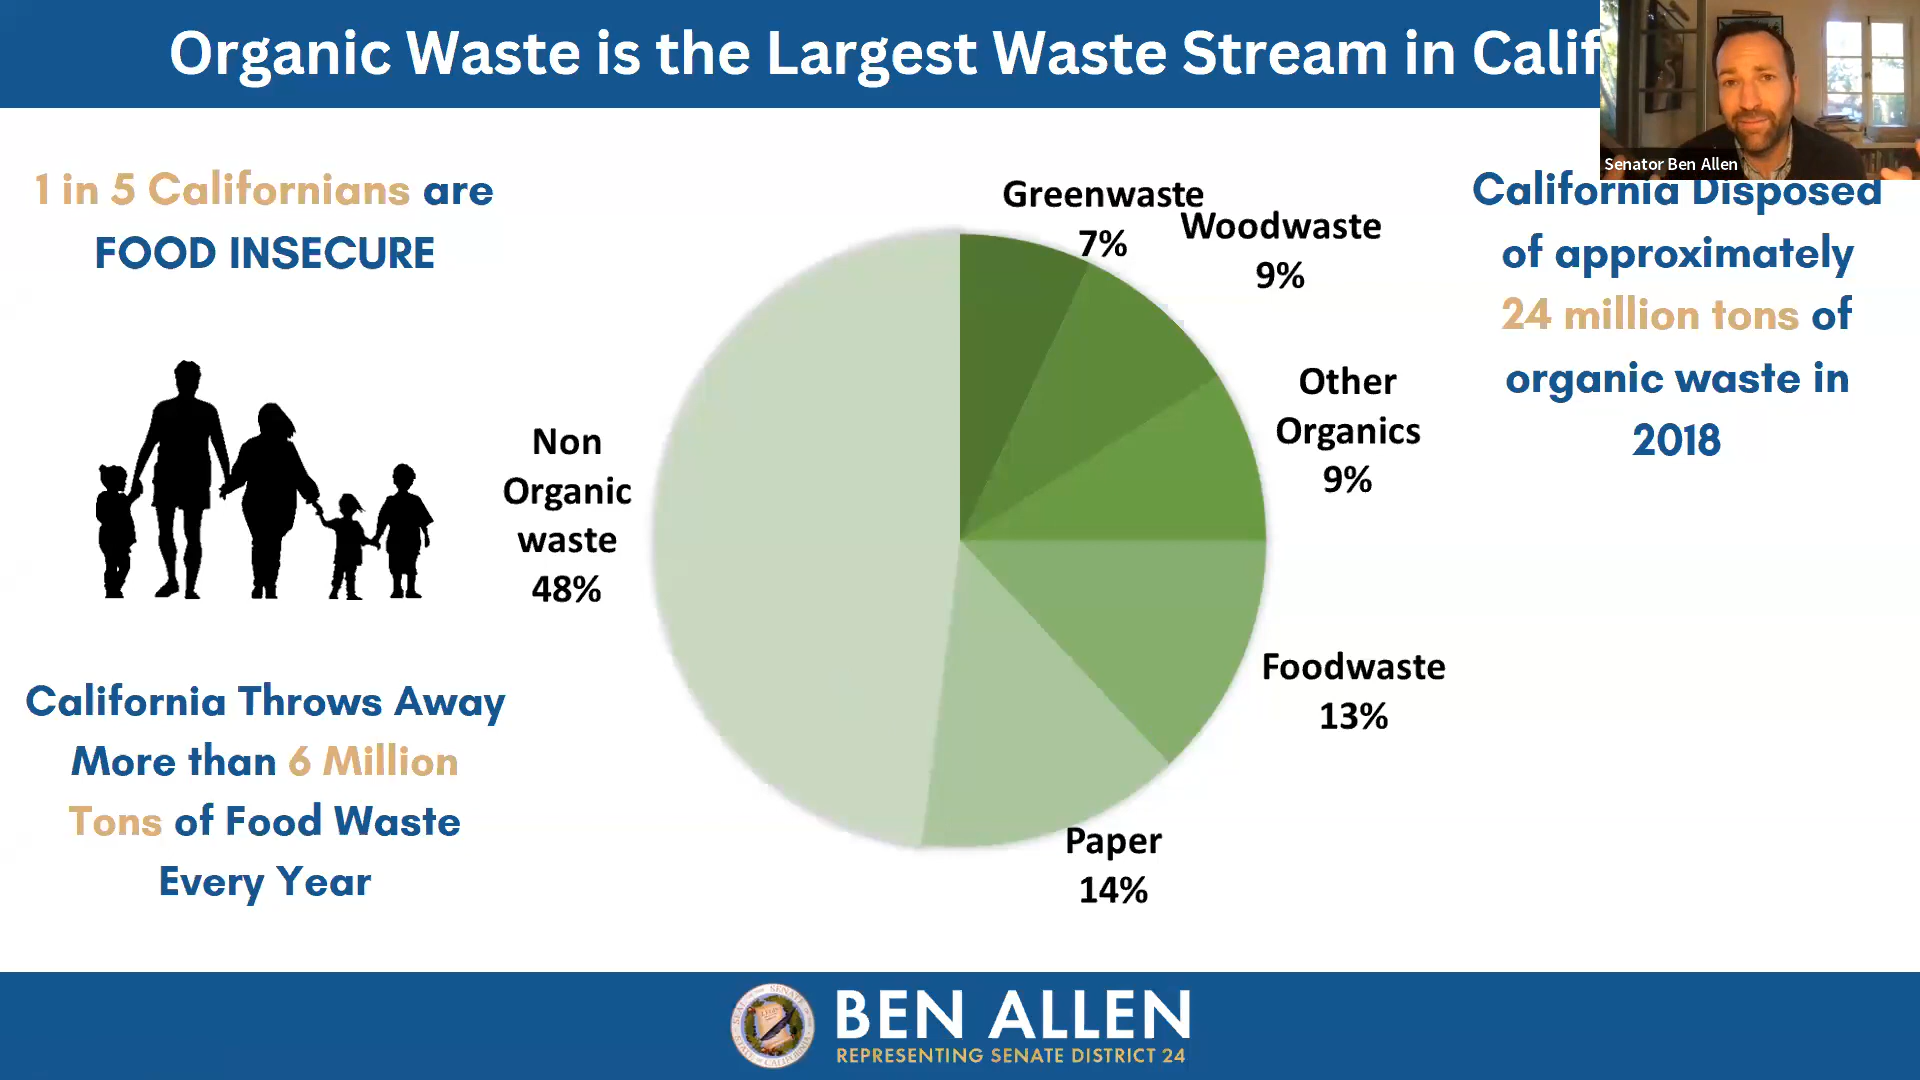 Organic Waste is the Largest Waste Stream in Calif
Senator Ben Allen
1 in 5 Californians are
FOOD INSECURE
California Throws Away
More than 6 Million
Tons of Food Waste
Every Year
Greenwaste
7%
Woodwaste
9%
Other
Organics
9%
Foodwaste
13%
Paper
14%
Non
Organic
waste
48%
California Disposed
of approximately
24 million tons of
organic waste in
2018
BEN ALLEN
REPRESENTING SENATE DISTRICT 24